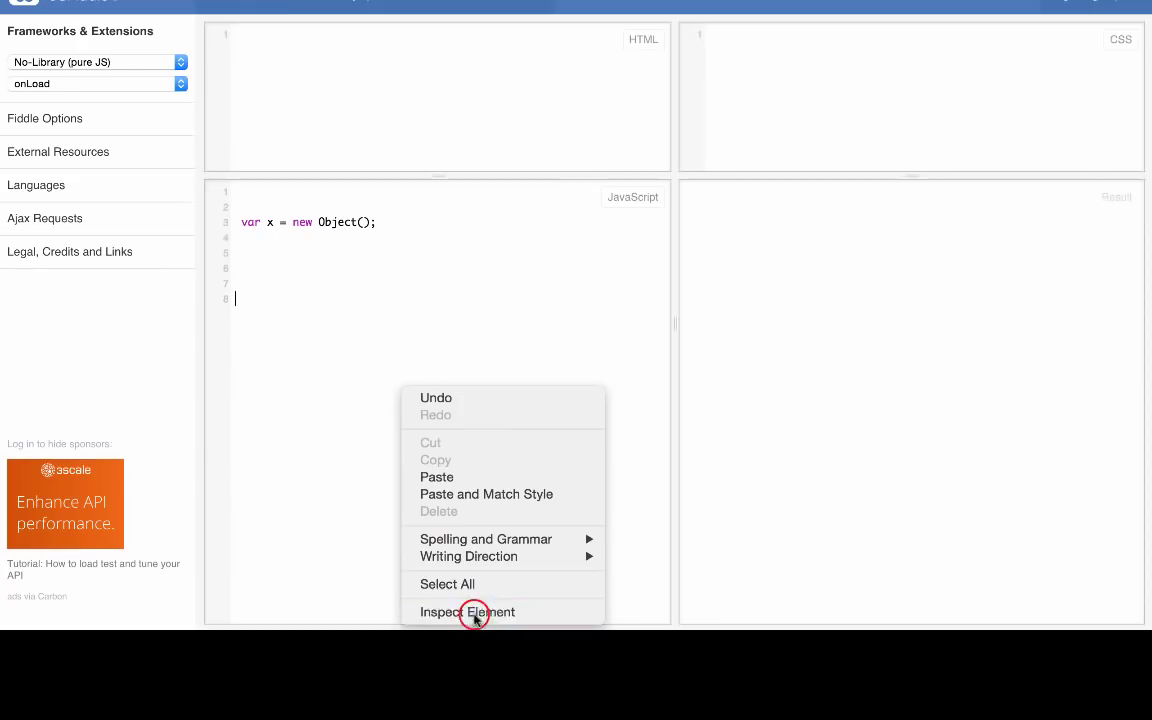 Frameworks & Extensions
No-Library (pure JS)
onLoad
Fiddle Options
External Resources
Languages
Ajax Requests
Legal, Credits and Links
Log in to hide sponsors:
3scale
Enhance API
performance.
Tutorial: How to load test and tune your
API
ads via Carbon
1
HTML
1
CSS
1
JavaScript
2
3 var x = new Object();
4
5
6
7
8
Result
Undo
Redo
Cut
Copy
Paste
Paste and Match Style
Delete
Spelling and Grammar
Writing Direction
Select All
Inspect Element